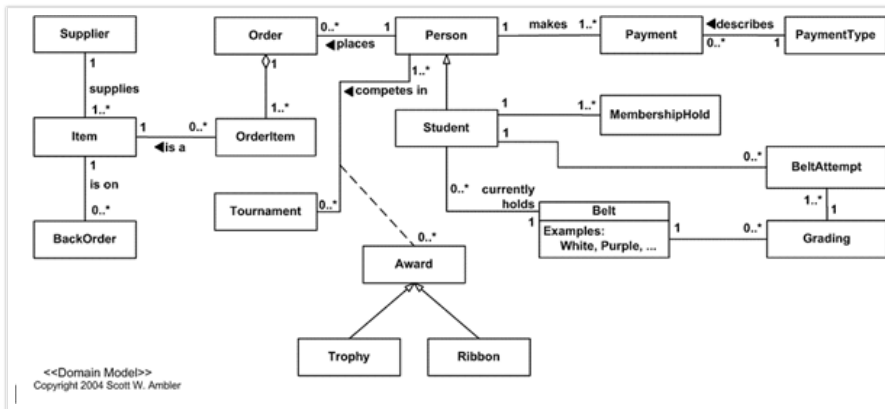 Supplier
1
supplies
1..*
Item
1
is on
0..*
BackOrder
1
0..*
is a
Order
1
1..*
OrderItem
0..*
1
places
Person
1..*
competes in
0..*
Tournament
0..*
Award
Trophy
Ribbon
1
makes
1..*
Payment
describes
0..*
1
PaymentType
Student
1
1..*
MembershipHold
1
0..*
BeltAttempt
1..*
1
Grading
0..*
currently
holds
1
Belt
Examples:
White, Purple, ...
1
0..*
<<Domain Model>>
Copyright 2004 Scott W. Ambler